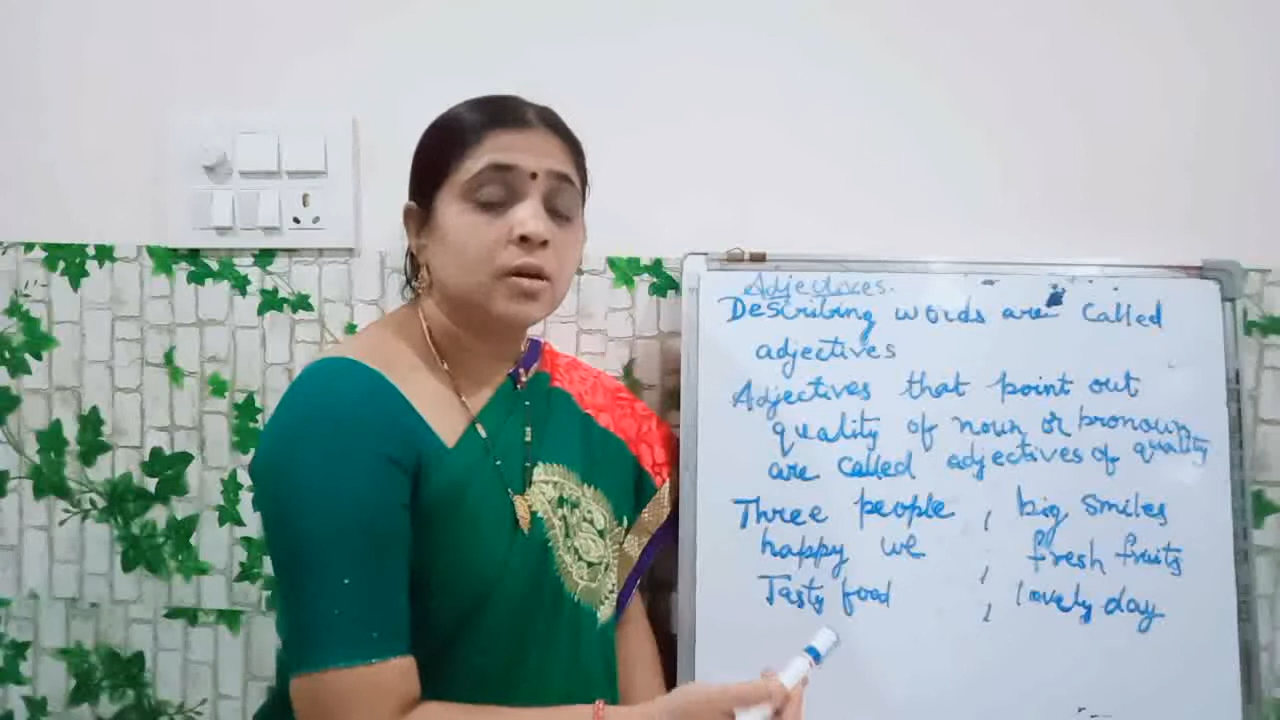 Adjectives.
Describing words are called
adjectives
Adjectives that point out
quality of noun or pronoun
are called adjectives of quality
Three people , big smiles
happy we , fresh fruits
Tasty food , lovely day